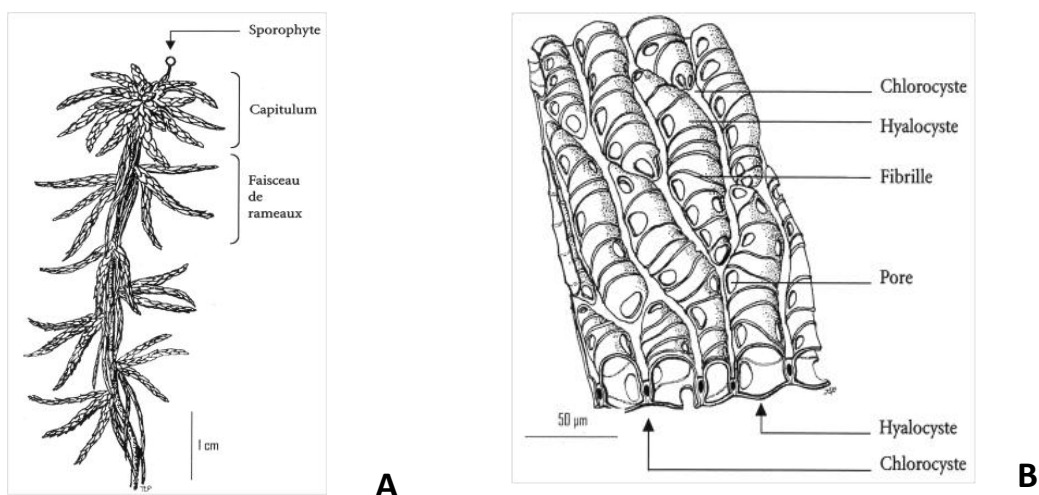 Sporophyte
Capitulum
Faisceau
de
rameaux
1 cm
A
Chlorocyste
Hyalocyste
Fibrille
Pore
50 µm
Hyalocyste
Chlorocyste
B